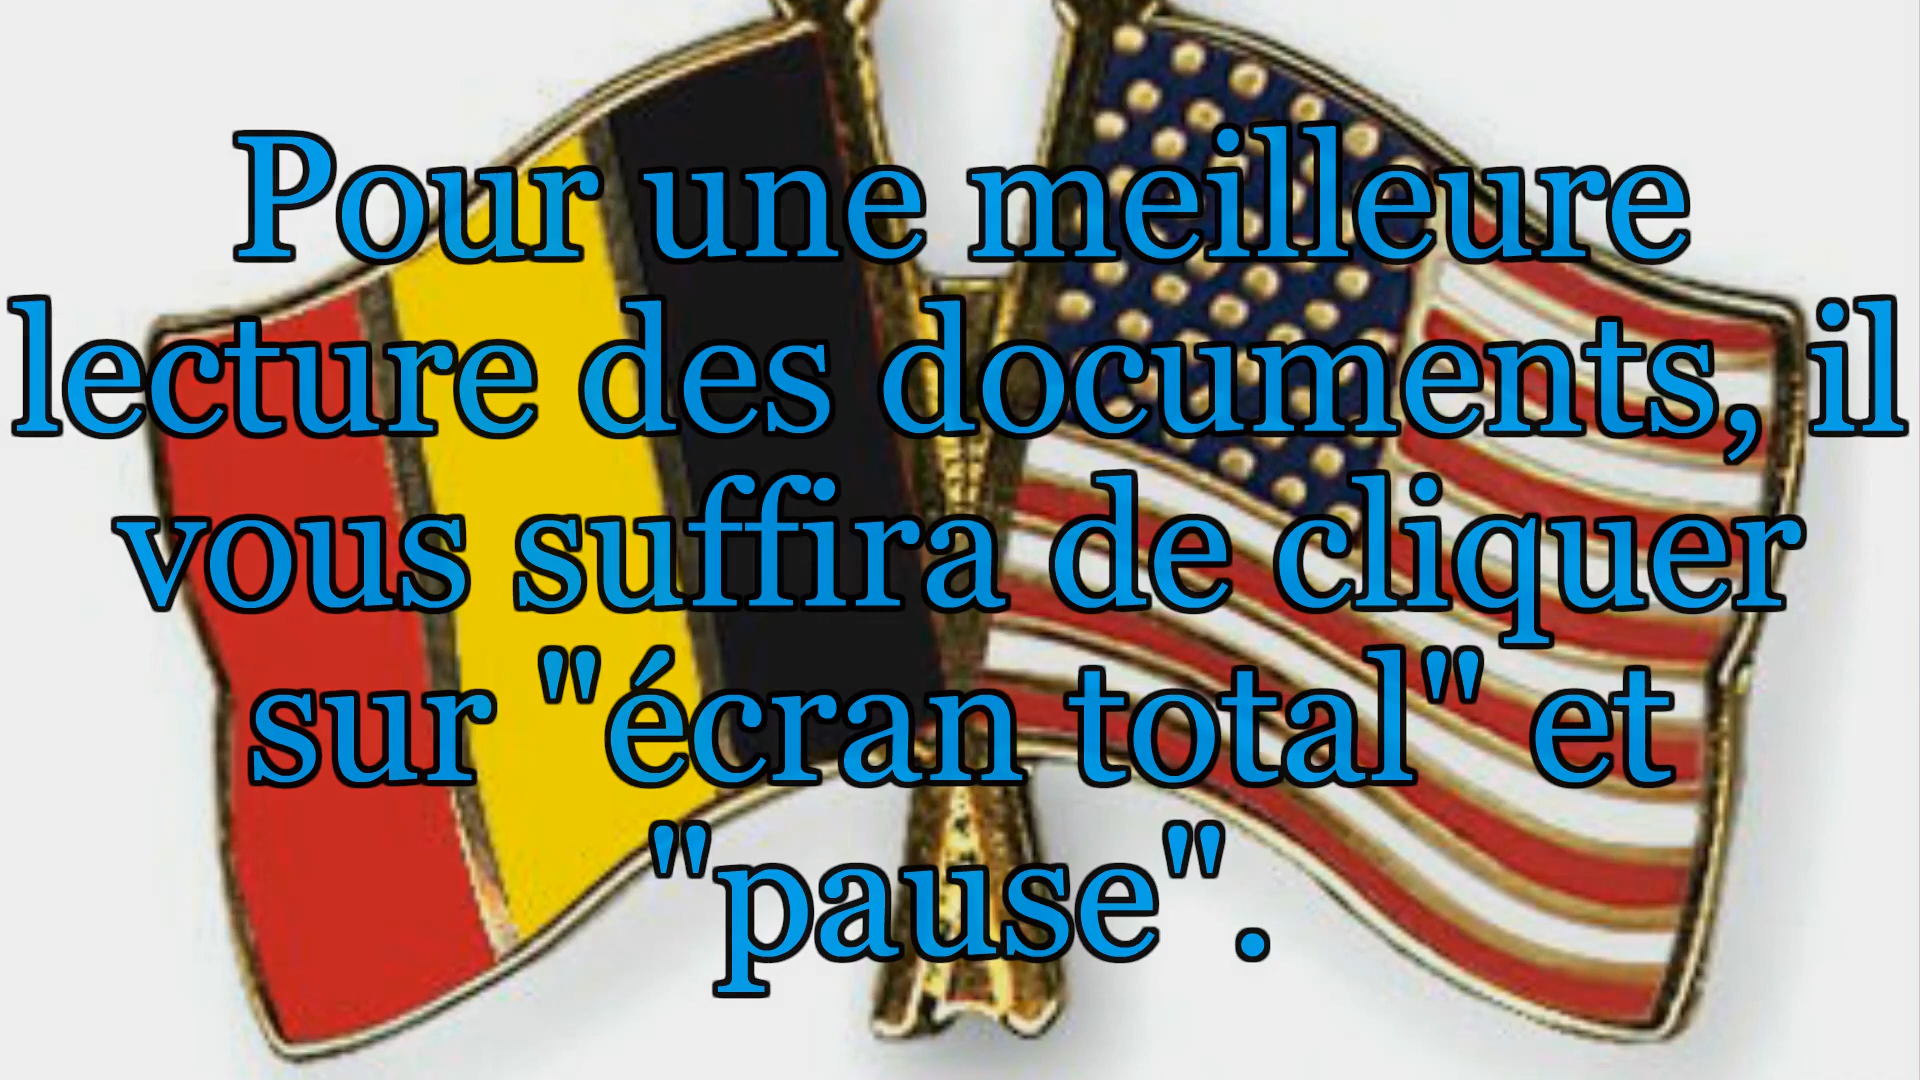 Pour une meilleure
lecture des documents, il
vous suffira de cliquer
sur "écran total" et
"pause".